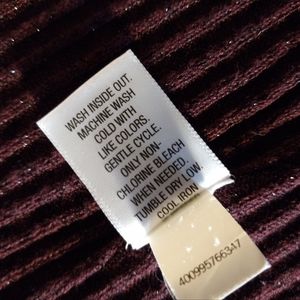 WASH INSIDE OUT.
MACHINE WASH
COLD WITH
LIKE COLORS.
GENTLE CYCLE.
ONLY NON-
CHLORINE BLEACH
WHEN NEEDED.
TUMBLE DRY LOW.
COOL IRON
400995766347